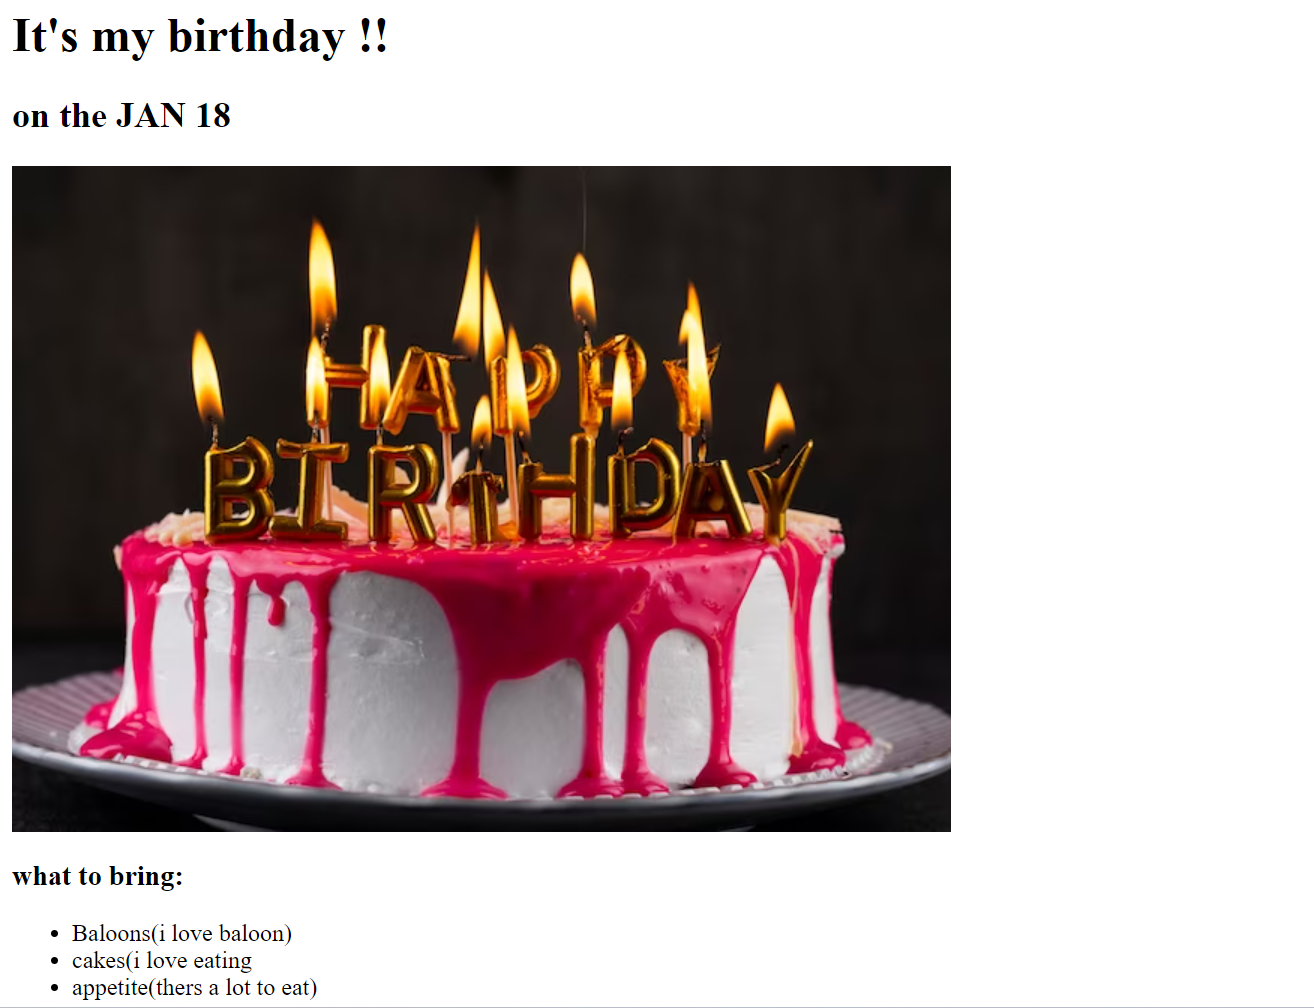 It's my birthday !!
on the JAN 18
HAPPY
BIRTHDAY
what to bring:
Baloons(i love baloon)
cakes(i love eating
appetite(thers a lot to eat)